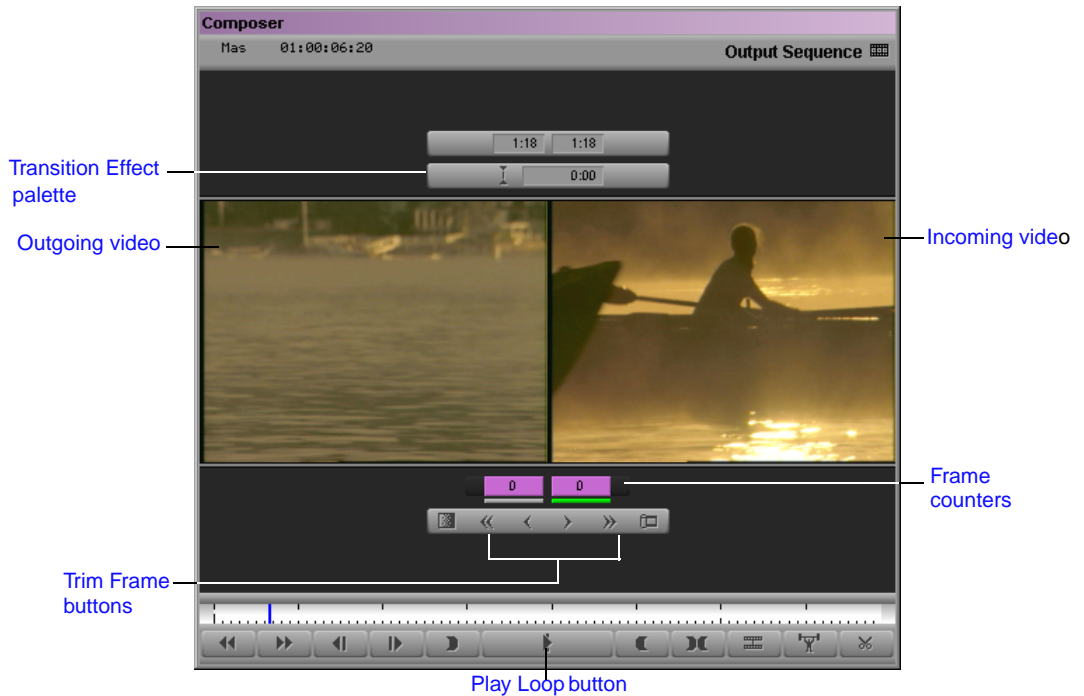 Composer
Mas 01:00:06:20
Output Sequence
1:18 1:18
0:00
Transition Effect
palette
Outgoing video
Incoming video
0 0
Frame
counters
Trim Frame
buttons
Play Loop button